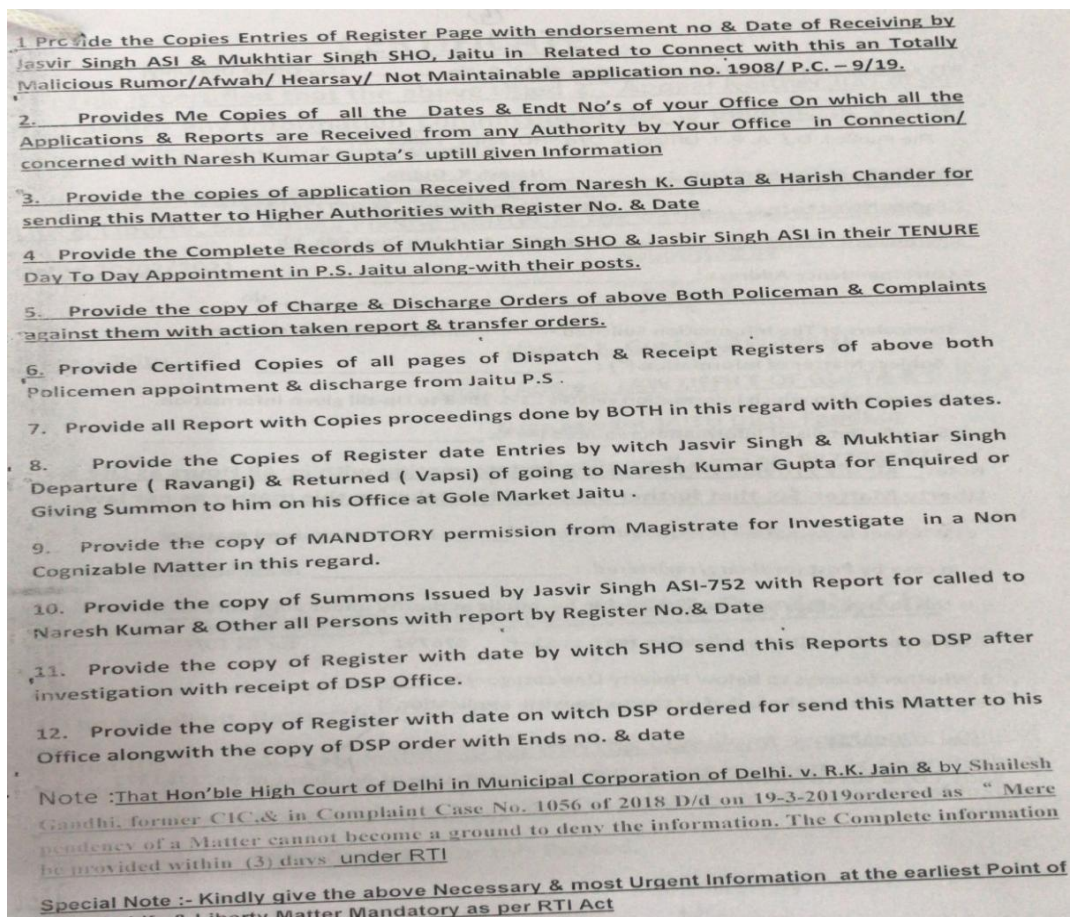 1 Provide the Copies Entries of Register Page with endorsement no & Date of Receiving by
Jasvir Singh ASI & Mukhtiar Singh SHO, Jaitu in Related to Connect with this an Totally
Malicious Rumor/Afwah/ Hearsay/ Not Maintainable application no. 1908/ P.C. – 9/19.
2. Provides Me Copies of all the Dates & Endt No's of your Office On which all the
Applications & Reports are Received from any Authority by Your Office in Connection/
concerned with Naresh Kumar Gupta's uptill given Information
3. Provide the copies of application Received from Naresh K. Gupta & Harish Chander for
sending this Matter to Higher Authorities with Register No. & Date
4 Provide the Complete Records of Mukhtiar Singh SHO & Jasbir Singh ASI in their TENURE
Day To Day Appointment in P.S. Jaitu along-with their posts.
5. Provide the copy of Charge & Discharge Orders of above Both Policeman & Complaints
against them with action taken report & transfer orders.
6. Provide Certified Copies of all pages of Dispatch & Receipt Registers of above both
Policemen appointment & discharge from Jaitu P.S .
7. Provide all Report with Copies proceedings done by BOTH in this regard with Copies dates.
8. Provide the Copies of Register date Entries by witch Jasvir Singh & Mukhtiar Singh
Departure ( Ravangi) & Returned ( Vapsi) of going to Naresh Kumar Gupta for Enquired or
Giving Summon to him on his Office at Gole Market Jaitu .
9. Provide the copy of MANDTORY permission from Magistrate for Investigate in a Non
Cognizable Matter in this regard.
10. Provide the copy of Summons Issued by Jasvir Singh ASI-752 with Report for called to
Naresh Kumar & Other all Persons with report by Register No.& Date
11. Provide the copy of Register with date by witch SHO send this Reports to DSP after
investigation with receipt of DSP Office.
12. Provide the copy of Register with date on witch DSP ordered for send this Matter to his
Office alongwith the copy of DSP order with Ends no. & date
Note :That Hon'ble High Court of Delhi in Municipal Corporation of Delhi. v. R.K. Jain & by Shailesh
Gandhi, former CIC.& in Complaint Case No. 1056 of 2018 D/d on 19-3-2019ordered as " Mere
pendency of a Matter cannot become a ground to deny the information. The Complete information
be provided within (3) days under RTI
Special Note :- Kindly give the above Necessary & most Urgent Information at the earliest Point of
& Liberty Matter Mandatory as per RTI Act